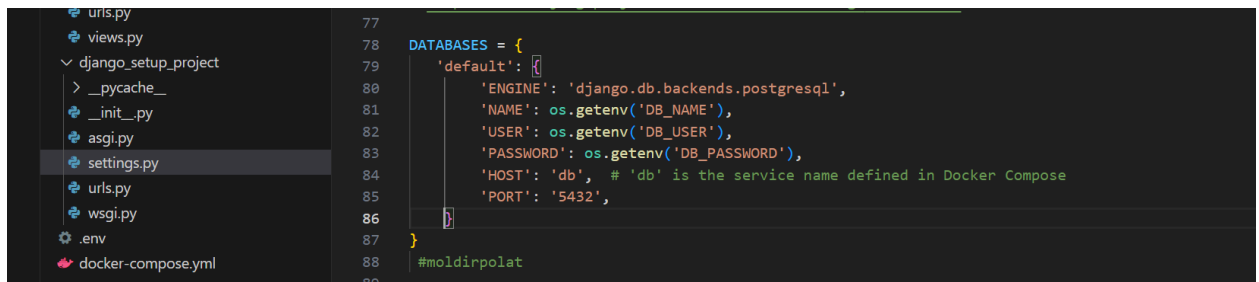 urls.py
views.py
django_setup_project
__pycache__
__init__.py
asgi.py
settings.py
urls.py
wsgi.py
.env
docker-compose.yml
77
78 DATABASES = {
79 'default': {
80 'ENGINE': 'django.db.backends.postgresql',
81 'NAME': os.getenv('DB_NAME'),
82 'USER': os.getenv('DB_USER'),
83 'PASSWORD': os.getenv('DB_PASSWORD'),
84 'HOST': 'db',  # 'db' is the service name defined in Docker Compose
85 'PORT': '5432',
86 }
87 }
88 #moldirpolat